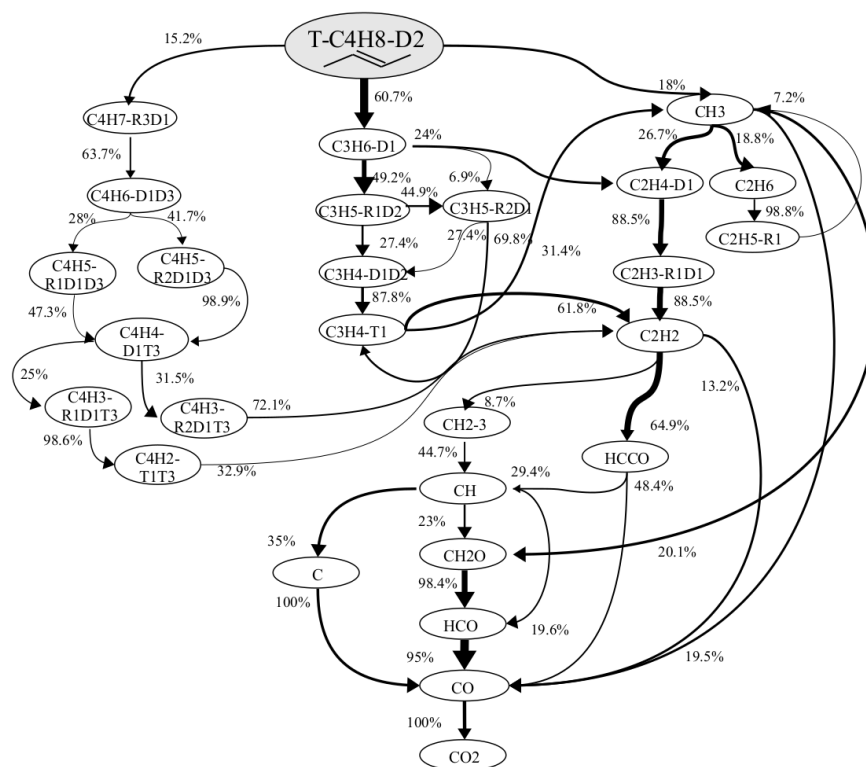 T-C4H8-D2
15.2%
18%
7.2%
60.7%
CH3
C4H7-R3D1
24%
26.7%
18.8%
C3H6-D1
63.7%
49.2%
6.9%
C4H6-D1D3
44.9%
C2H4-D1
C2H6
C3H5-R1D2
C3H5-R2D1
98.8%
28%
41.7%
88.5%
C2H5-R1
27.4%
27.4%
69.8%
31.4%
C4H5-
R1D1D3
C4H5-
R2D1D3
C3H4-D1D2
C2H3-R1D1
98.9%
87.8%
88.5%
47.3%
61.8%
C4H4-
D1T3
C3H4-T1
C2H2
25%
31.5%
13.2%
C4H3-
R1D1T3
C4H3-
R2D1T3
72.1%
8.7%
CH2-3
64.9%
98.6%
C4H2-
T1T3
32.9%
44.7%
HCCO
29.4%
48.4%
CH
35%
23%
20.1%
CH2O
C
98.4%
100%
HCO
19.6%
95%
19.5%
CO
100%
CO2